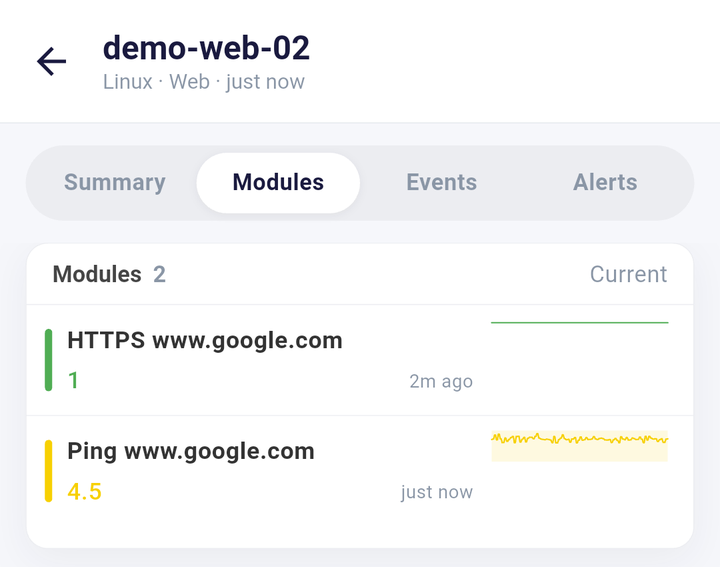 demo-web-02
Linux · Web · just now
Summary Modules Events Alerts
Modules 2 Current
HTTPS www.google.com
1 2m ago
Ping www.google.com
4.5 just now